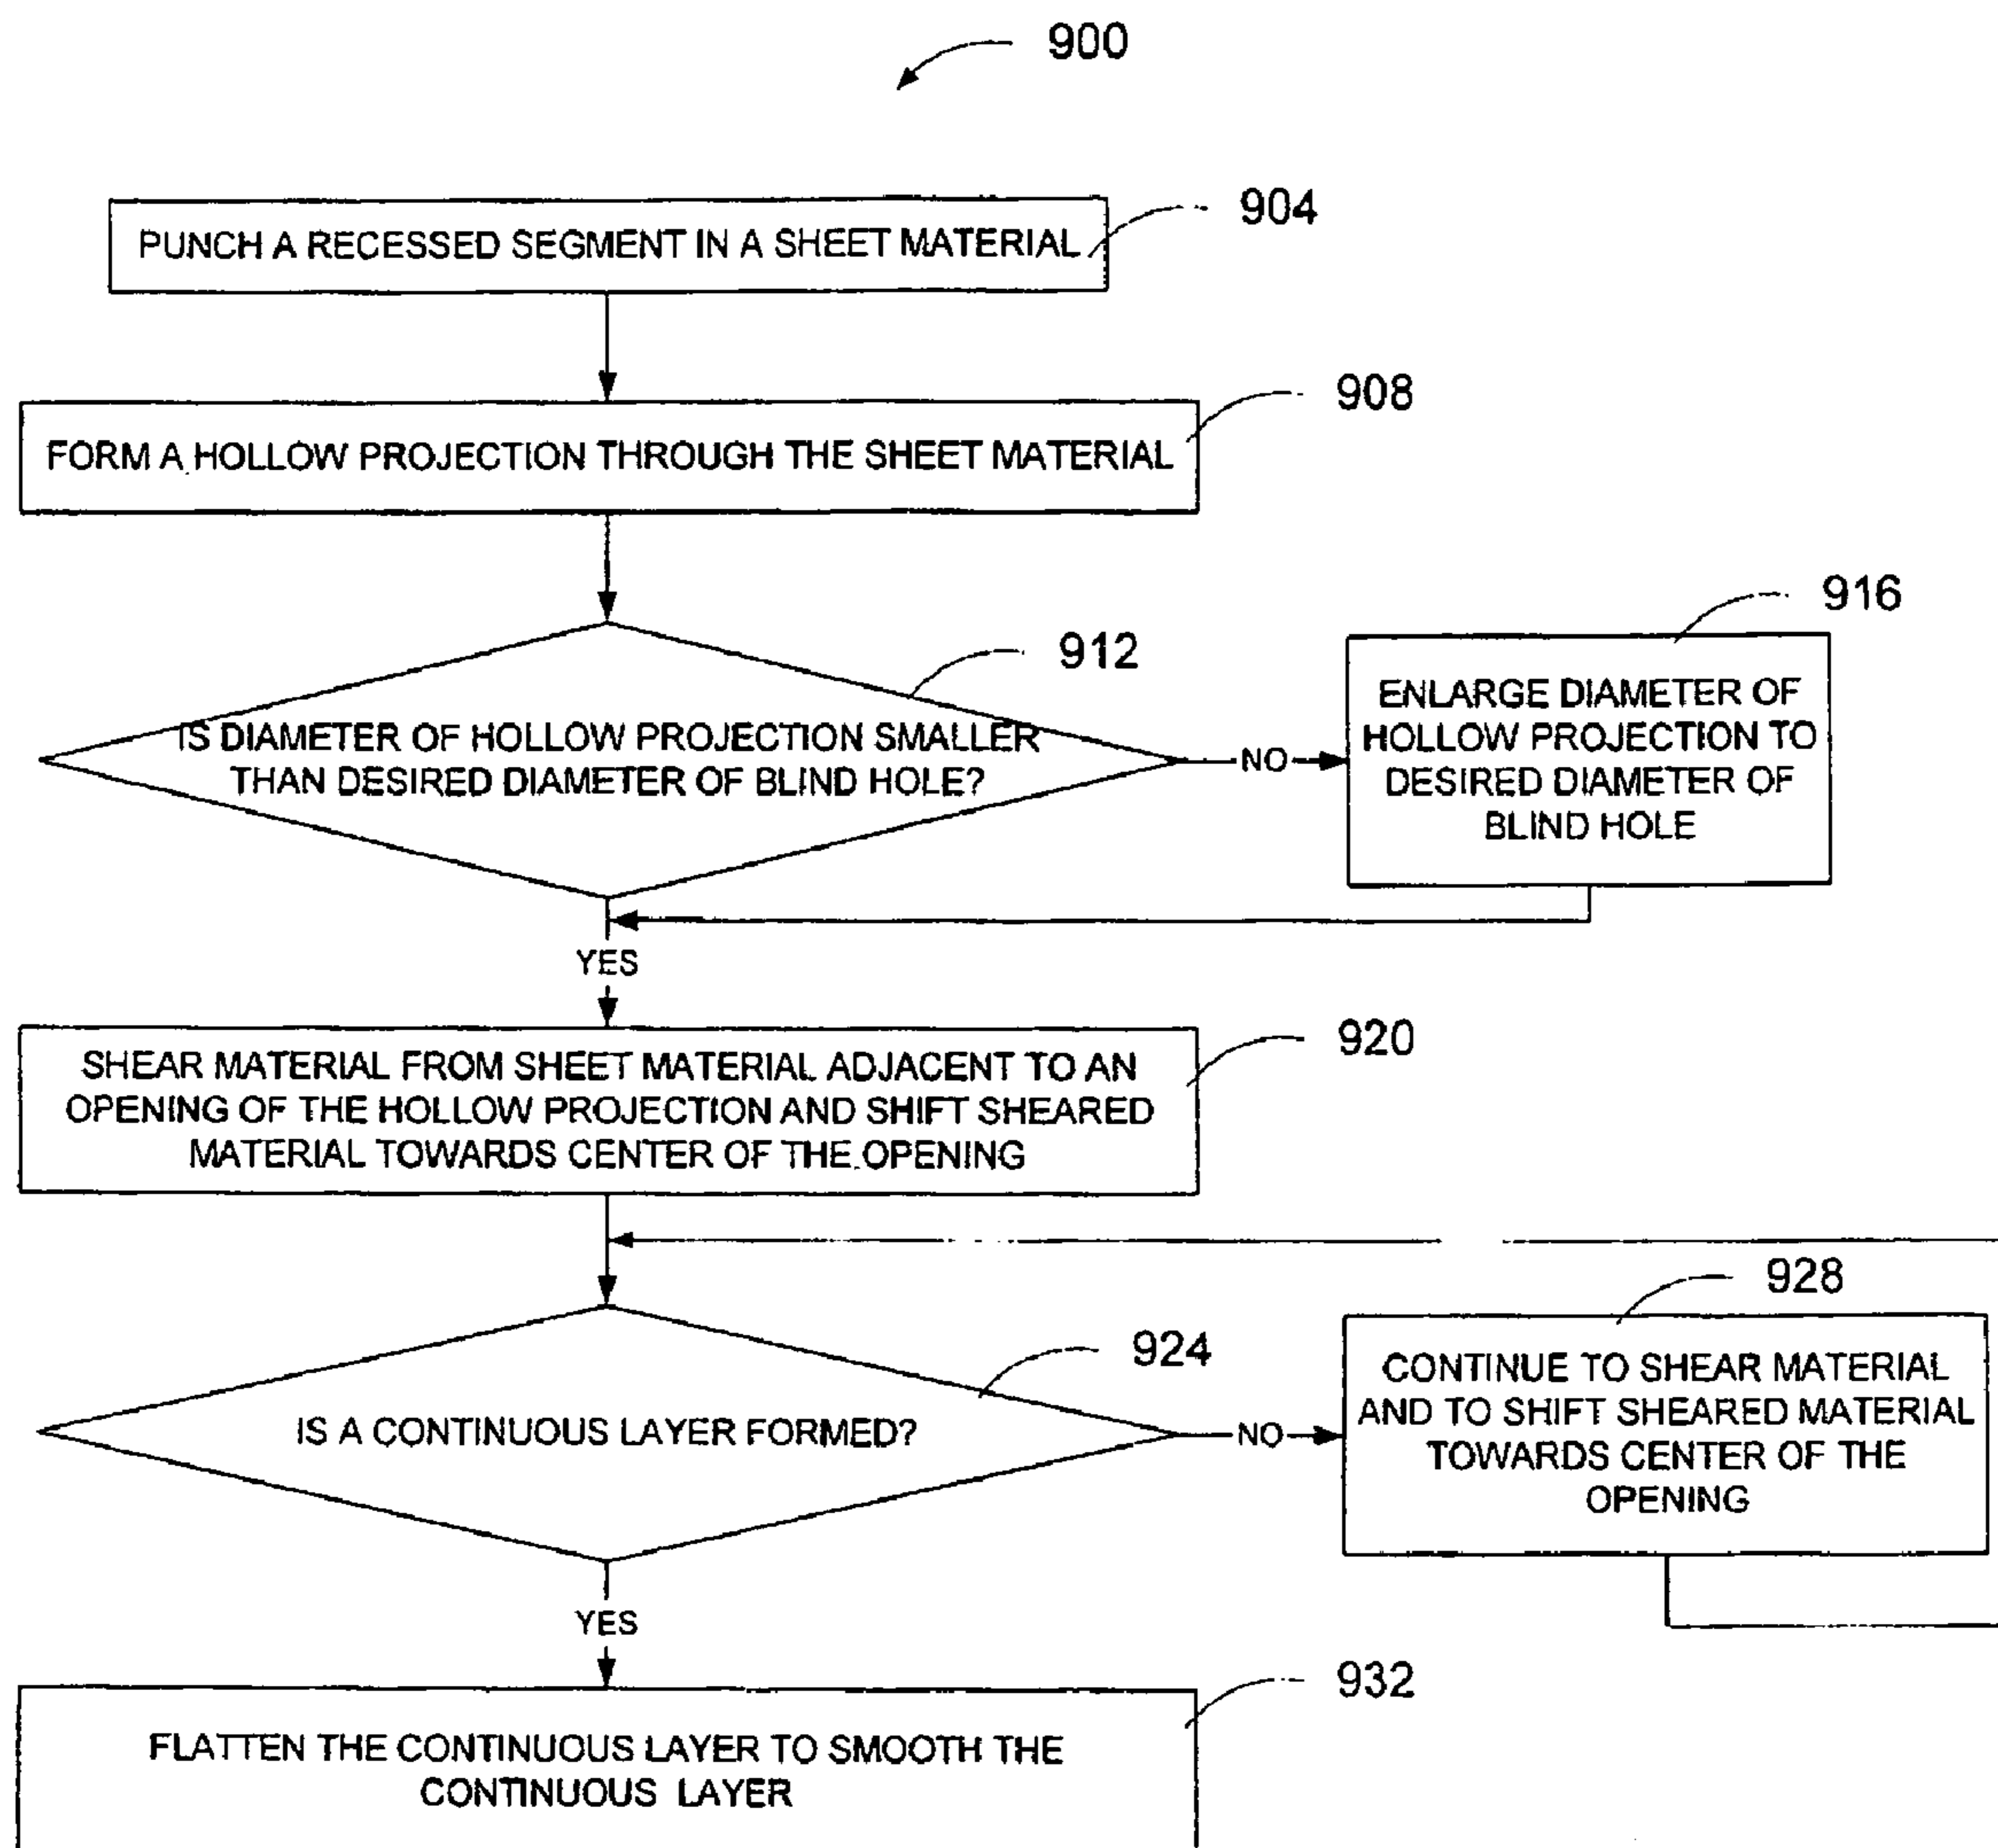 900
904
PUNCH A RECESSED SEGMENT IN A SHEET MATERIAL
908
FORM A HOLLOW PROJECTION THROUGH THE SHEET MATERIAL
912
IS DIAMETER OF HOLLOW PROJECTION SMALLER
THAN DESIRED DIAMETER OF BLIND HOLE?
NO
916
ENLARGE DIAMETER OF
HOLLOW PROJECTION TO
DESIRED DIAMETER OF
BLIND HOLE
YES
920
SHEAR MATERIAL FROM SHEET MATERIAL ADJACENT TO AN
OPENING OF THE HOLLOW PROJECTION AND SHIFT SHEARED
MATERIAL TOWARDS CENTER OF THE OPENING
924
IS A CONTINUOUS LAYER FORMED?
NO
928
CONTINUE TO SHEAR MATERIAL
AND TO SHIFT SHEARED MATERIAL
TOWARDS CENTER OF THE
OPENING
YES
932
FLATTEN THE CONTINUOUS LAYER TO SMOOTH THE
CONTINUOUS LAYER